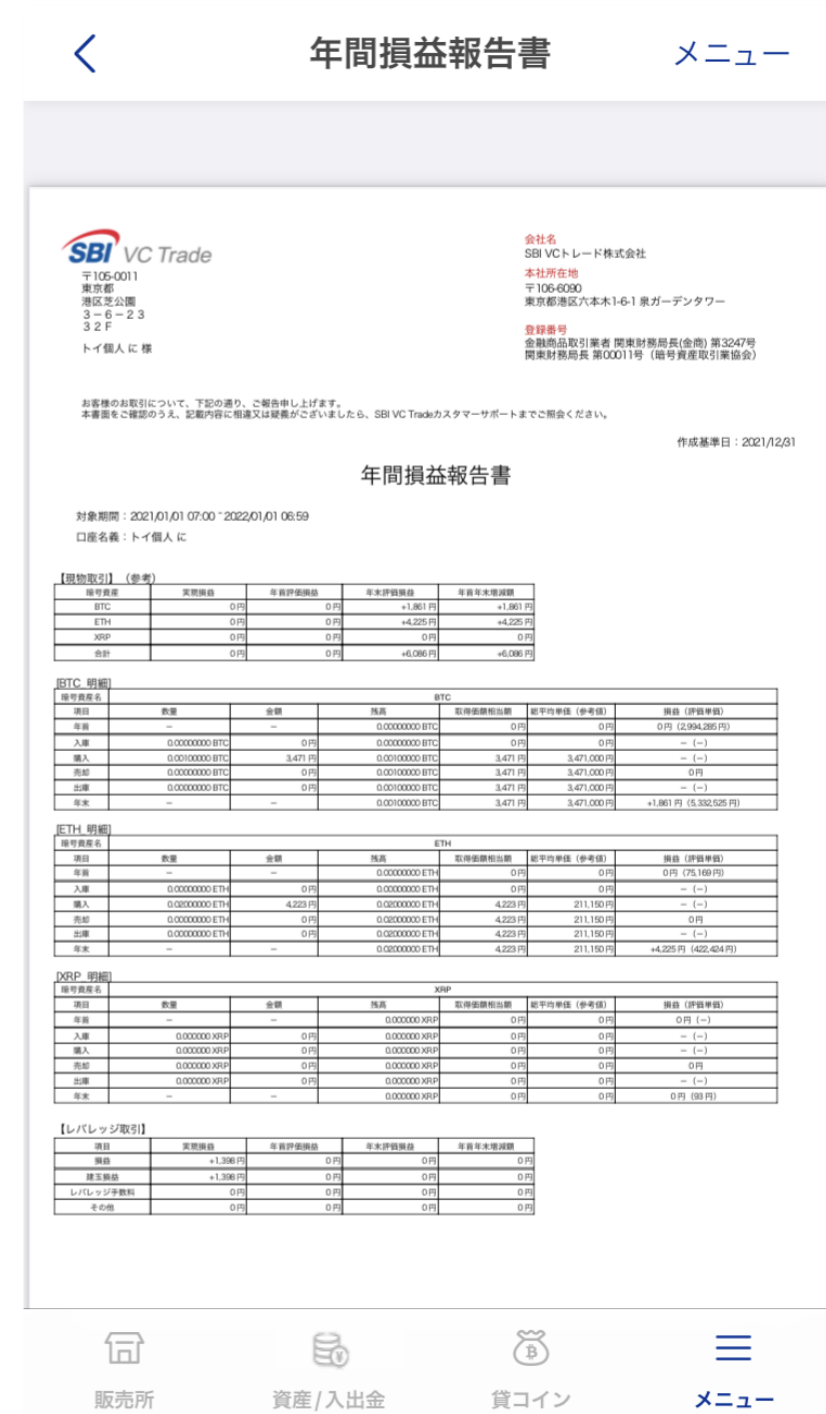 年間損益報告書 メニュー
SBI VC Trade
〒105-0011
東京都
港区芝公園
3-6-23
32F
トイ個人 に 様
会社名
SBI VCトレード株式会社
本社所在地
〒106-6090
東京都港区六本木1-6-1 泉ガーデンタワー
登録番号
金融商品取引業者 関東財務局長(金商) 第3247号
関東財務局長 第00011号(暗号資産取引業協会)
お客様のお取引について、下記の通り、ご報告申し上げます。
本書面をご確認のうえ、記載内容に相違又は疑義がございましたら、SBI VC Tradeカスタマーサポートまでご照会ください。
作成基準日:2021/12/31
年間損益報告書
対象期間:2021/01/01 07:00 ~ 2022/01/01 06:59
口座名義:トイ個人 に
【現物取引】(参考)
暗号資産 実現損益 年首評価損益 年末評価損益 年首年末増減額
BTC 0円 0円 +1,861円 +1,861円
ETH 0円 0円 +4,225円 +4,225円
XRP 0円 0円 0円 0円
合計 0円 0円 +6,086円 +6,086円
[BTC 明細]
暗号資産名 BTC
項目 数量 金額 残高 取得価額相当額 総平均単価(参考値) 損益(評価単価)
年首 − − 0.00000000 BTC 0円 0円 0円(2,994,285円)
入庫 0.00000000 BTC 0円 0.00000000 BTC 0円 0円 −(−)
購入 0.00100000 BTC 3,471円 0.00100000 BTC 3,471円 3,471,000円 −(−)
売却 0.00000000 BTC 0円 0.00100000 BTC 3,471円 3,471,000円 0円
出庫 0.00000000 BTC 0円 0.00100000 BTC 3,471円 3,471,000円 −(−)
年末 − − 0.00100000 BTC 3,471円 3,471,000円 +1,861円(5,332,525円)
[ETH 明細]
暗号資産名 ETH
項目 数量 金額 残高 取得価額相当額 総平均単価(参考値) 損益(評価単価)
年首 − − 0.00000000 ETH 0円 0円 0円(75,169円)
入庫 0.00000000 ETH 0円 0.00000000 ETH 0円 0円 −(−)
購入 0.02000000 ETH 4,223円 0.02000000 ETH 4,223円 211,150円 −(−)
売却 0.00000000 ETH 0円 0.02000000 ETH 4,223円 211,150円 0円
出庫 0.00000000 ETH 0円 0.02000000 ETH 4,223円 211,150円 −(−)
年末 − − 0.02000000 ETH 4,223円 211,150円 +4,225円(422,424円)
[XRP 明細]
暗号資産名 XRP
項目 数量 金額 残高 取得価額相当額 総平均単価(参考値) 損益(評価単価)
年首 − − 0.000000 XRP 0円 0円 0円(−)
入庫 0.000000 XRP 0円 0.000000 XRP 0円 0円 −(−)
購入 0.000000 XRP 0円 0.000000 XRP 0円 0円 −(−)
売却 0.000000 XRP 0円 0.000000 XRP 0円 0円 0円
出庫 0.000000 XRP 0円 0.000000 XRP 0円 0円 −(−)
年末 − − 0.000000 XRP 0円 0円 0円(93円)
【レバレッジ取引】
項目 実現損益 年首評価損益 年末評価損益 年首年末増減額
損益 +1,398円 0円 0円 0円
建玉損益 +1,398円 0円 0円 0円
レバレッジ手数料 0円 0円 0円 0円
その他 0円 0円 0円 0円
販売所 資産/入出金 貸コイン メニュー